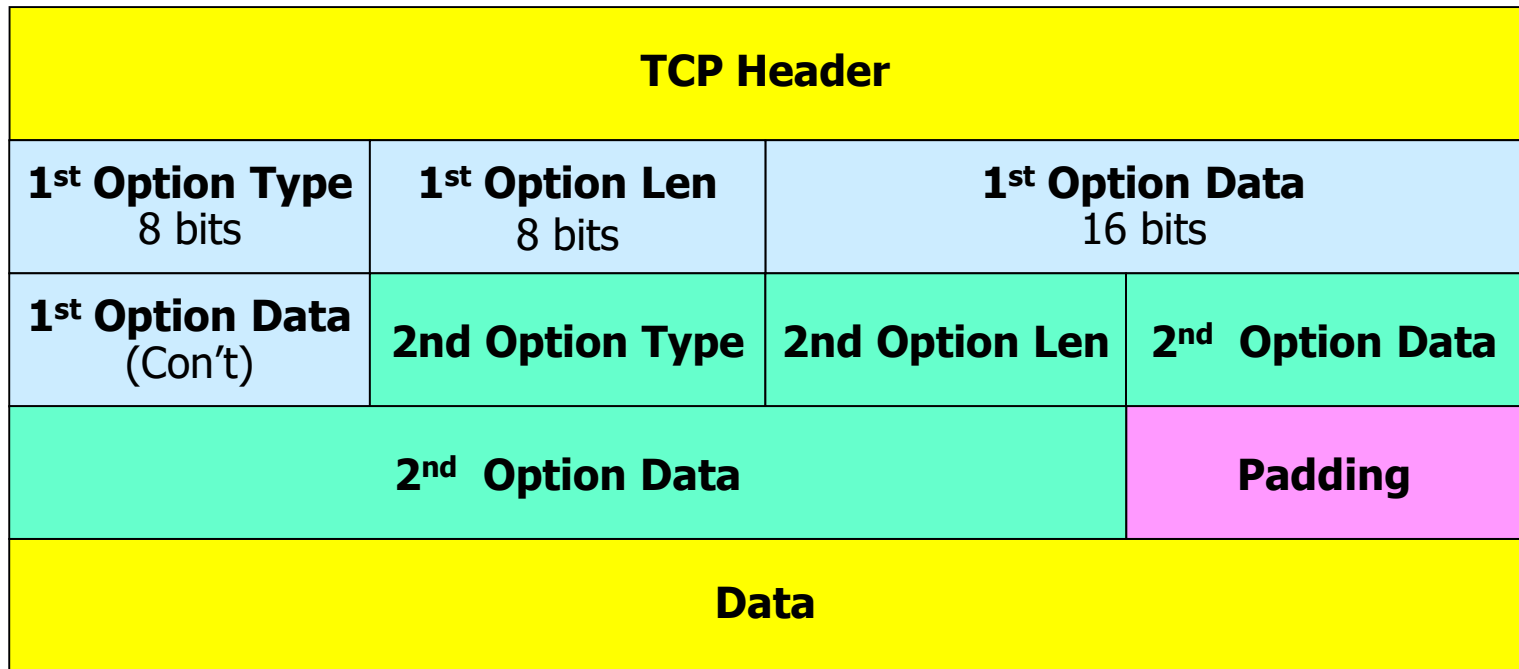 TCP Header
1st Option Type
8 bits
1st Option Len
8 bits
1st Option Data
16 bits
1st Option Data
(Con’t)
2nd Option Type
2nd Option Len
2nd Option Data
2nd Option Data
Padding
Data